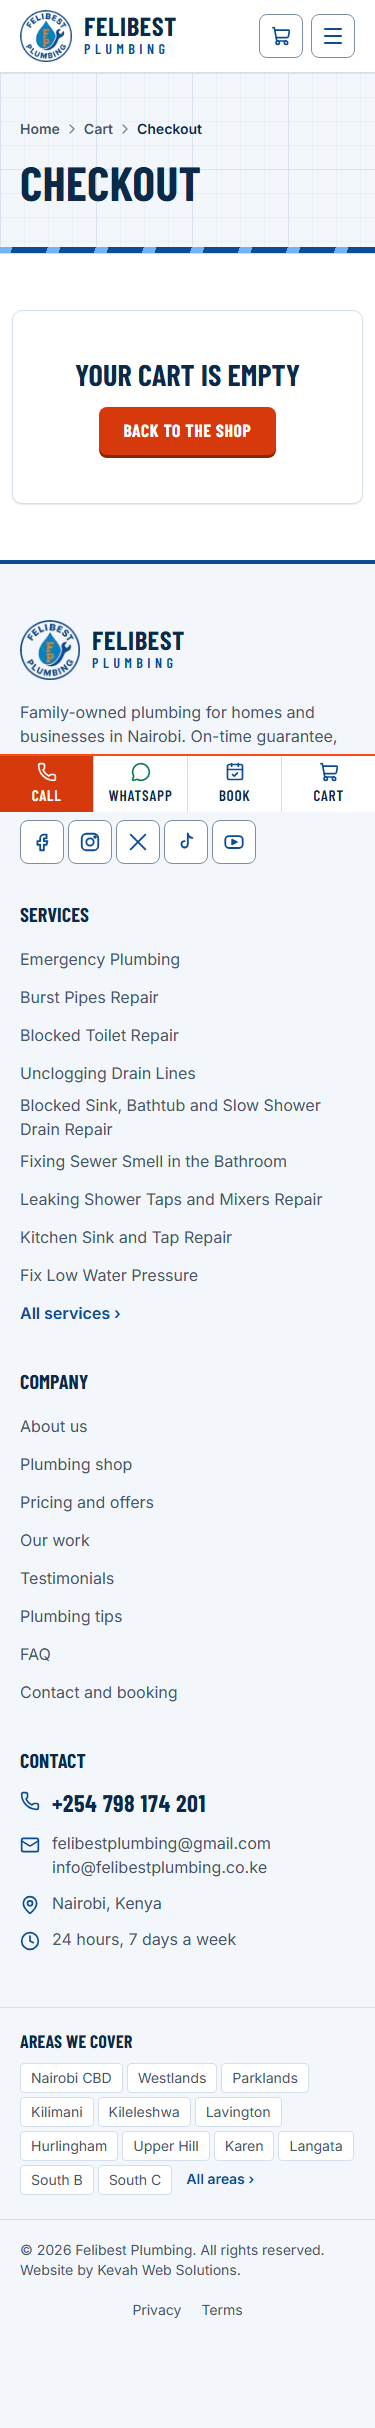 FELIBEST PLUMBING
FELIBEST
PLUMBING
Home > Cart > Checkout
CHECKOUT
YOUR CART IS EMPTY
BACK TO THE SHOP
FELIBEST PLUMBING
FELIBEST
PLUMBING
Family-owned plumbing for homes and
businesses in Nairobi. On-time guarantee,
CALL
WHATSAPP
BOOK
CART
SERVICES
Emergency Plumbing
Burst Pipes Repair
Blocked Toilet Repair
Unclogging Drain Lines
Blocked Sink, Bathtub and Slow Shower
Drain Repair
Fixing Sewer Smell in the Bathroom
Leaking Shower Taps and Mixers Repair
Kitchen Sink and Tap Repair
Fix Low Water Pressure
All services ›
COMPANY
About us
Plumbing shop
Pricing and offers
Our work
Testimonials
Plumbing tips
FAQ
Contact and booking
CONTACT
+254 798 174 201
felibestplumbing@gmail.com
info@felibestplumbing.co.ke
Nairobi, Kenya
24 hours, 7 days a week
AREAS WE COVER
Nairobi CBD Westlands Parklands
Kilimani Kileleshwa Lavington
Hurlingham Upper Hill Karen Langata
South B South C All areas ›
© 2026 Felibest Plumbing. All rights reserved.
Website by Kevah Web Solutions.
Privacy Terms